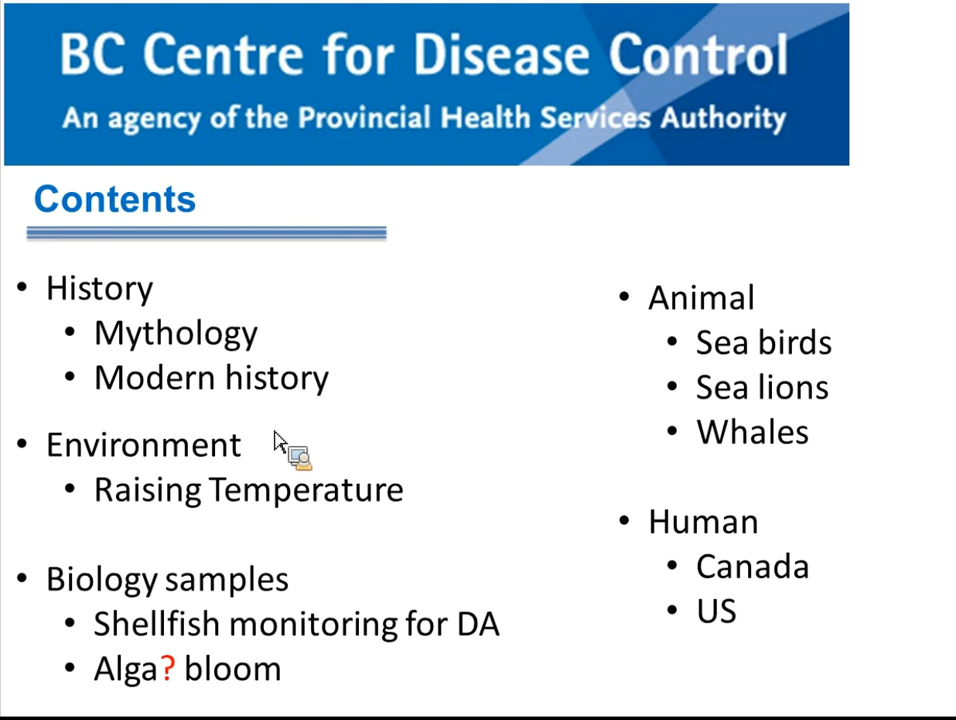 BC Centre for Disease Control
An agency of the Provincial Health Services Authority
Contents
• History
• Mythology
• Modern history
• Environment
• Raising Temperature
• Biology samples
• Shellfish monitoring for DA
• Alga? bloom
• Animal
• Sea birds
• Sea lions
• Whales
• Human
• Canada
• US